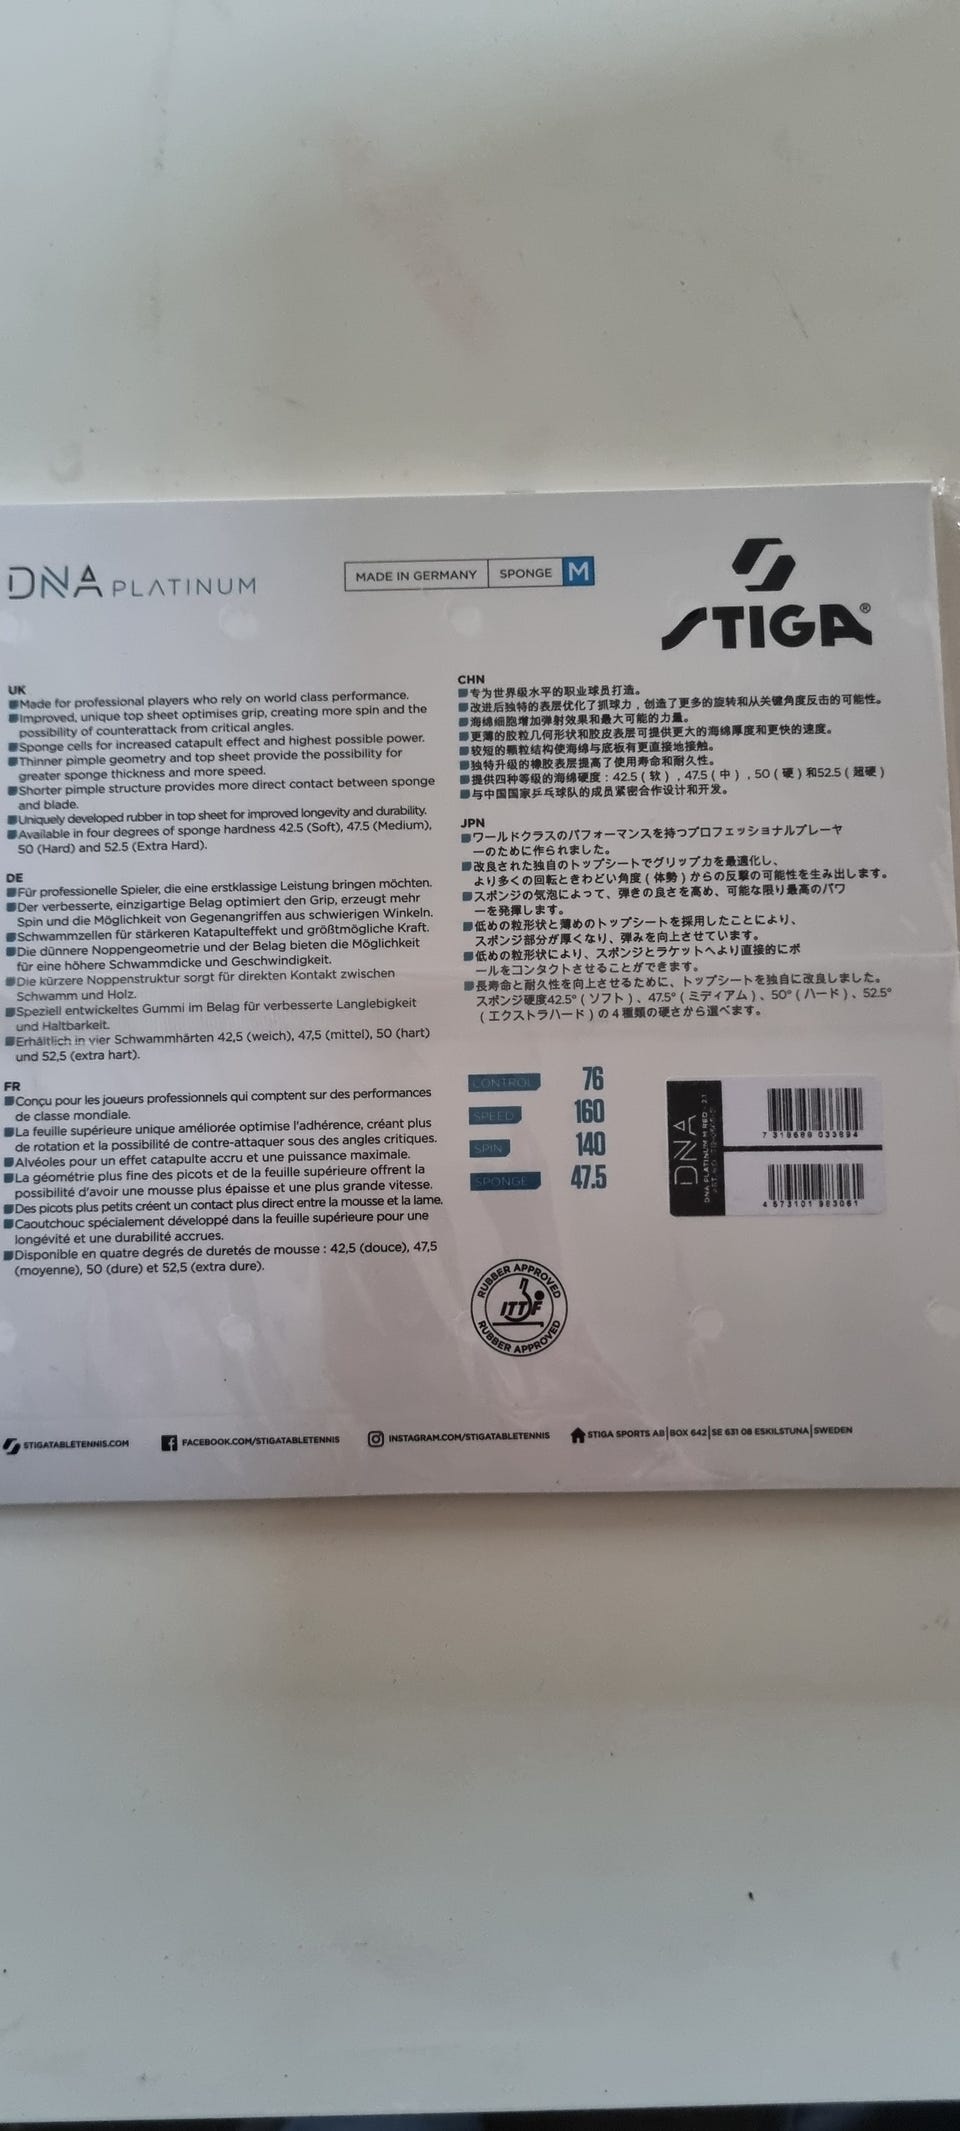 DNA PLATINUM
MADE IN GERMANY SPONGE M
STIGA®
UK
Made for professional players who rely on world class performance.
Improved, unique top sheet optimises grip, creating more spin and the
possibility of counterattack from critical angles.
Sponge cells for increased catapult effect and highest possible power.
Thinner pimple geometry and top sheet provide the possibility for
greater sponge thickness and more speed.
Shorter pimple structure provides more direct contact between sponge
and blade.
Uniquely developed rubber in top sheet for improved longevity and durability.
Available in four degrees of sponge hardness 42.5 (Soft), 47.5 (Medium),
50 (Hard) and 52.5 (Extra Hard).
DE
Für professionelle Spieler, die eine erstklassige Leistung bringen möchten.
Der verbesserte, einzigartige Belag optimiert den Grip, erzeugt mehr
Spin und die Möglichkeit von Gegenangriffen aus schwierigen Winkeln.
Schwammzellen für stärkeren Katapulteffekt und größtmögliche Kraft.
Die dünnere Noppengeometrie und der Belag bieten die Möglichkeit
für eine höhere Schwammdicke und Geschwindigkeit.
Die kürzere Noppenstruktur sorgt für direkten Kontakt zwischen
Schwamm und Holz.
Speziell entwickeltes Gummi im Belag für verbesserte Langlebigkeit
und Haltbarkeit.
Erhältlich in vier Schwammhärten 42,5 (weich), 47,5 (mittel), 50 (hart)
und 52,5 (extra hart).
FR
Conçu pour les joueurs professionnels qui comptent sur des performances
de classe mondiale.
La feuille supérieure unique améliorée optimise l'adhérence, créant plus
de rotation et la possibilité de contre-attaquer sous des angles critiques.
Alvéoles pour un effet catapulte accru et une puissance maximale.
La géométrie plus fine des picots et de la feuille supérieure offrent la
possibilité d'avoir une mousse plus épaisse et une plus grande vitesse.
Des picots plus petits créent un contact plus direct entre la mousse et la lame.
Caoutchouc spécialement développé dans la feuille supérieure pour une
longévité et une durabilité accrues.
Disponible en quatre degrés de duretés de mousse : 42,5 (douce), 47,5
(moyenne), 50 (dure) et 52,5 (extra dure).
CHN
专为世界级水平的职业球员打造。
改进后独特的表层优化了抓球力，创造了更多的旋转和从关键角度反击的可能性。
海绵细胞增加弹射效果和最大可能的力量。
更薄的胶粒几何形状和胶皮表层可提供更大的海绵厚度和更快的速度。
较短的颗粒结构使海绵与底板有更直接地接触。
独特升级的橡胶表层提高了使用寿命和耐久性。
提供四种等级的海绵硬度：42.5（软），47.5（中），50（硬）和52.5（超硬）
与中国国家乒乓球队的成员紧密合作设计和开发。
JPN
ワールドクラスのパフォーマンスを持つプロフェッショナルプレーヤ
ーのために作られました。
改良された独自のトップシートでグリップ力を最適化し、
より多くの回転ときわどい角度（体勢）からの反撃の可能性を生み出します。
スポンジの気泡によって、弾きの良さを高め、可能な限り最高のパワ
ーを発揮します。
低めの粒形状と薄めのトップシートを採用したことにより、
スポンジ部分が厚くなり、弾みを向上させています。
低めの粒形状により、スポンジとラケットへより直接的にボ
ールをコンタクトさせることができます。
長寿命と耐久性を向上させるために、トップシートを独自に改良しました。
スポンジ硬度42.5°（ソフト）、47.5°（ミディアム）、50°（ハード）、52.5°
（エクストラハード）の４種類の硬さから選べます。
CONTROL 76
SPEED 160
SPIN 140
SPONGE 47.5
DNA
DNA PLATINUM M RED - 2,1
7 319689 033894
4 573101 983061
RUBBER APPROVED
ITTF
RUBBER APPROVED
STIGATABLETENNIS.COM FACEBOOK.COM/STIGATABLETENNIS INSTAGRAM.COM/STIGATABLETENNIS STIGA SPORTS AB|BOX 642|SE 631 08 ESKILSTUNA|SWEDEN